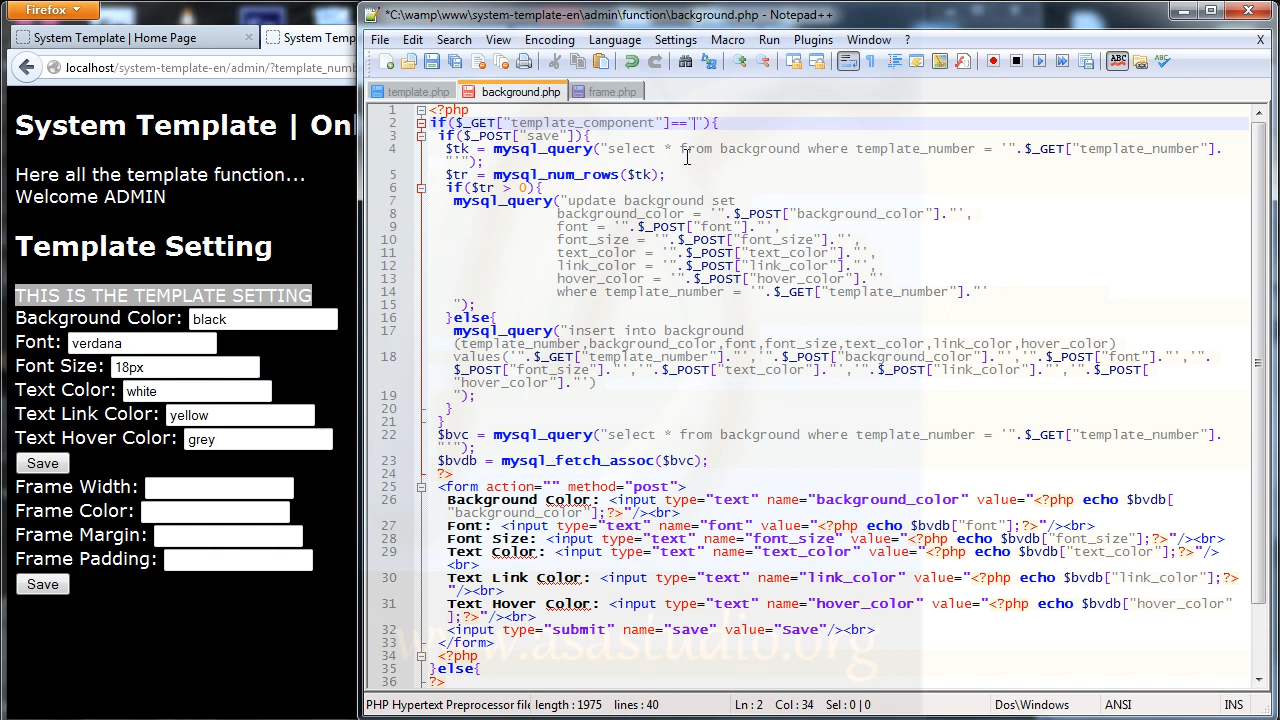 Firefox
System Template | Home Page
System Temp
localhost/system-template-en/admin/?template_numb
System Template | Onl
Here all the template function...
Welcome ADMIN
Template Setting
THIS IS THE TEMPLATE SETTING
Background Color: black
Font: verdana
Font Size: 18px
Text Color: white
Text Link Color: yellow
Text Hover Color: grey
Save
Frame Width:
Frame Color:
Frame Margin:
Frame Padding:
Save
*C:\wamp\www\system-template-en\admin\function\background.php - Notepad++
File Edit Search View Encoding Language Settings Macro Run Plugins Window ? X
template.php background.php frame.php
1 <?php
2 if($_GET["template_component"]==""){
3 if($_POST["save"]){
4 $tk = mysql_query("select * from background where template_number = '".$_GET["template_number"].
"'");
5 $tr = mysql_num_rows($tk);
6 if($tr > 0){
7 mysql_query("update background set
8 background_color = '".$_POST["background_color"]."',
9 font = '".$_POST["font"]."',
10 font_size = '".$_POST["font_size"]."',
11 text_color = '".$_POST["text_color"]."',
12 link_color = '".$_POST["link_color"]."',
13 hover_color = '".$_POST["hover_color"]."'
14 where template_number = '".$_GET["template_number"]."'
15 ");
16 }else{
17 mysql_query("insert into background
(template_number,background_color,font,font_size,text_color,link_color,hover_color)
18 values('".$_GET["template_number"]."','".$_POST["background_color"]."','".$_POST["font"]."','".
$_POST["font_size"]."','".$_POST["text_color"]."','".$_POST["link_color"]."','".$_POST[
"hover_color"]."')
19 ");
20 }
21 }
22 $bvc = mysql_query("select * from background where template_number = '".$_GET["template_number"].
"'");
23 $bvdb = mysql_fetch_assoc($bvc);
24 ?>
25 <form action="" method="post">
26 Background Color: <input type="text" name="background_color" value="<?php echo $bvdb[
"background_color"];?>"/><br>
27 Font: <input type="text" name="font" value="<?php echo $bvdb["font"];?>"/><br>
28 Font Size: <input type="text" name="font_size" value="<?php echo $bvdb["font_size"];?>"/><br>
29 Text Color: <input type="text" name="text_color" value="<?php echo $bvdb["text_color"];?>"/>
<br>
30 Text Link Color: <input type="text" name="link_color" value="<?php echo $bvdb["link_color"];?>
"/><br>
31 Text Hover Color: <input type="text" name="hover_color" value="<?php echo $bvdb["hover_color"
];?>"/><br>
32 <input type="submit" name="save" value="Save"/><br>
33 </form>
34 <?php
35 }else{
36 ?>
www.asastudio.org
PHP Hypertext Preprocessor file length : 1975 lines : 40 Ln : 2 Col : 34 Sel : 0 | 0 Dos\Windows ANSI INS